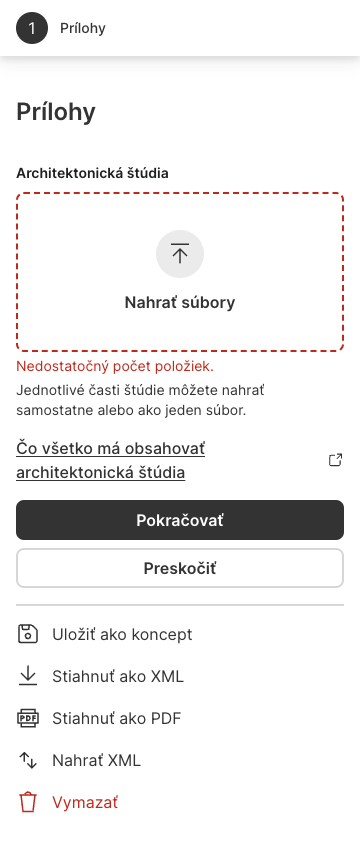 1 Prílohy
Prílohy
Architektonická štúdia
Nahrať súbory
Nedostatočný počet položiek.
Jednotlivé časti štúdie môžete nahrať
samostatne alebo ako jeden súbor.
Čo všetko má obsahovať
architektonická štúdia
Pokračovať
Preskočiť
Uložiť ako koncept
Stiahnuť ako XML
PDF Stiahnuť ako PDF
Nahrať XML
Vymazať